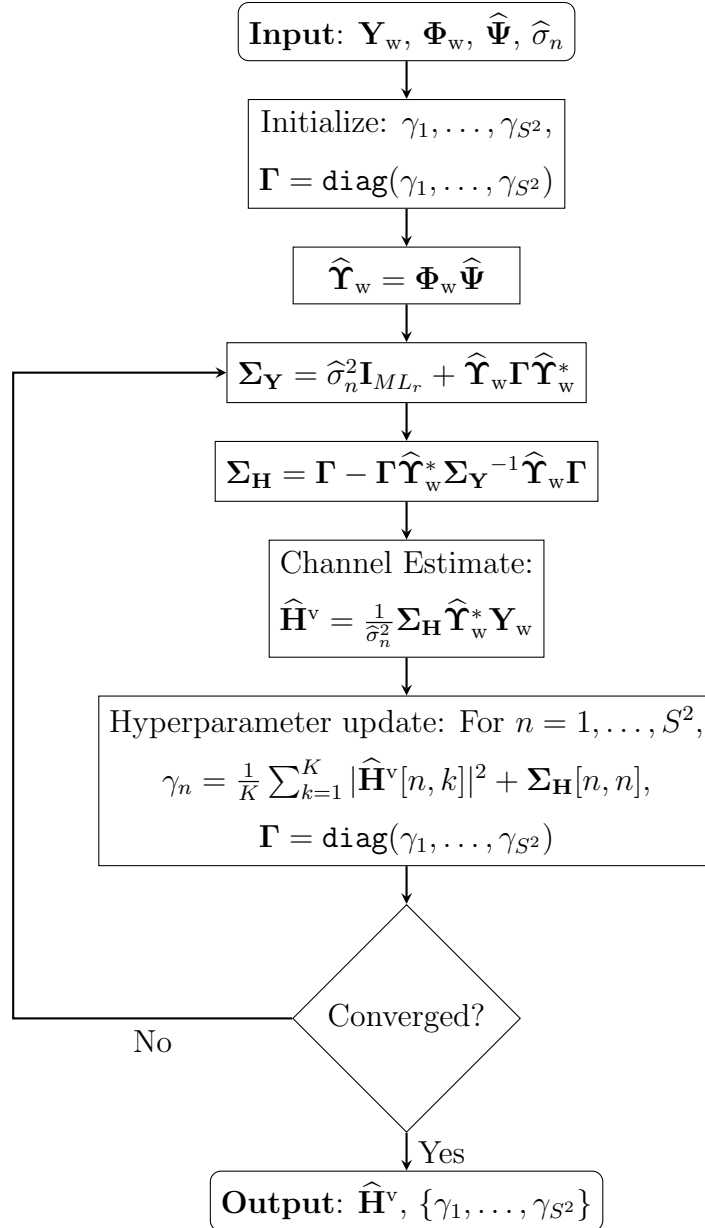 Input: Y_w, Φ_w, Ψ̂, σ̂_n
Initialize: γ_1, …, γ_{S^2},
Γ = diag(γ_1, …, γ_{S^2})
Υ̂_w = Φ_w Ψ̂
Σ_Y = σ̂_n^2 I_{ML_r} + Υ̂_w Γ Υ̂_w^*
Σ_H = Γ − Γ Υ̂_w^* Σ_Y^{−1} Υ̂_w Γ
Channel Estimate:
Ĥ^v = \frac{1}{σ̂_n^2} Σ_H Υ̂_w^* Y_w
Hyperparameter update: For n = 1, …, S^2,
γ_n = \frac{1}{K} ∑_{k=1}^{K} |Ĥ^v[n, k]|^2 + Σ_H[n, n],
Γ = diag(γ_1, …, γ_{S^2})
Converged?
No
Yes
Output: Ĥ^v, {γ_1, …, γ_{S^2}}